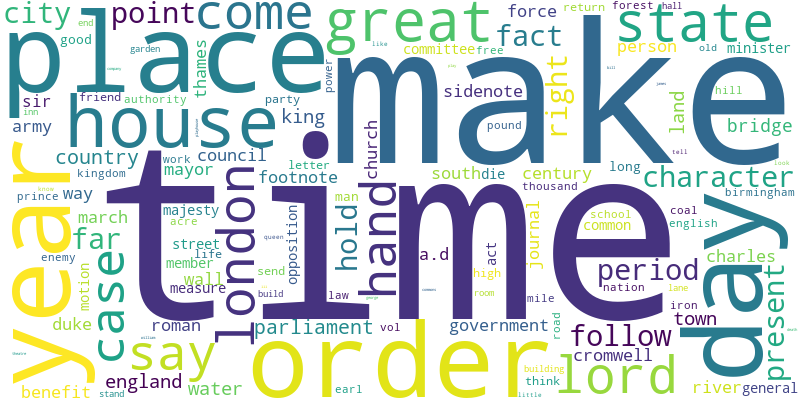 city
point
come
great
force
return
forest
hall
state
end
good
garden
like
committee
free
fact
person
old
minister
place
make
thames
power
sidenote
right
land
hill
sir
friend
authority
party
inn
house
king
pound
bridge
army
church
tell
country
council
work
letter
long
look
kingdom
mayor
footnote
south
die
century
character
year
prince
way
know
thousand
birmingham
time
london
hand
hold
man
march
majesty
acre
school
common
coal
english
far
street
queen
opposition
a.d
act
journal
day
enemy
member
life
case
motion
wall
send
high
period
charles
measure
build
room
nation
lane
present
law
mile
iron
duke
roman
parliament
vol
government
road
follow
town
say
order
cromwell
building
think
lord
england
water
earl
river
general
benefit
stand
little